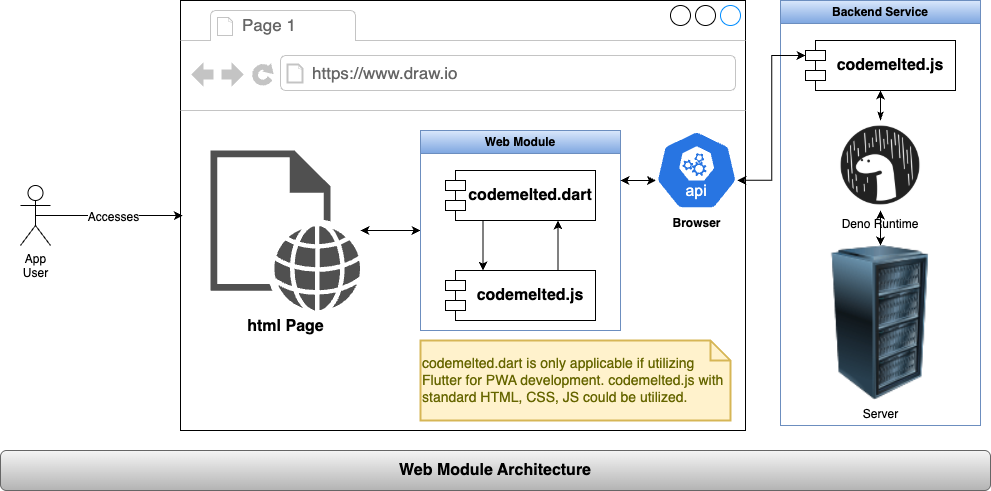 Page 1
https://www.draw.io
Backend Service
codemelted.js
Web Module
codemelted.dart
codemelted.js
api
Browser
Deno Runtime
Accesses
App
User
html Page
codemelted.dart is only applicable if utilizing
Flutter for PWA development. codemelted.js with
standard HTML, CSS, JS could be utilized.
Server
Web Module Architecture